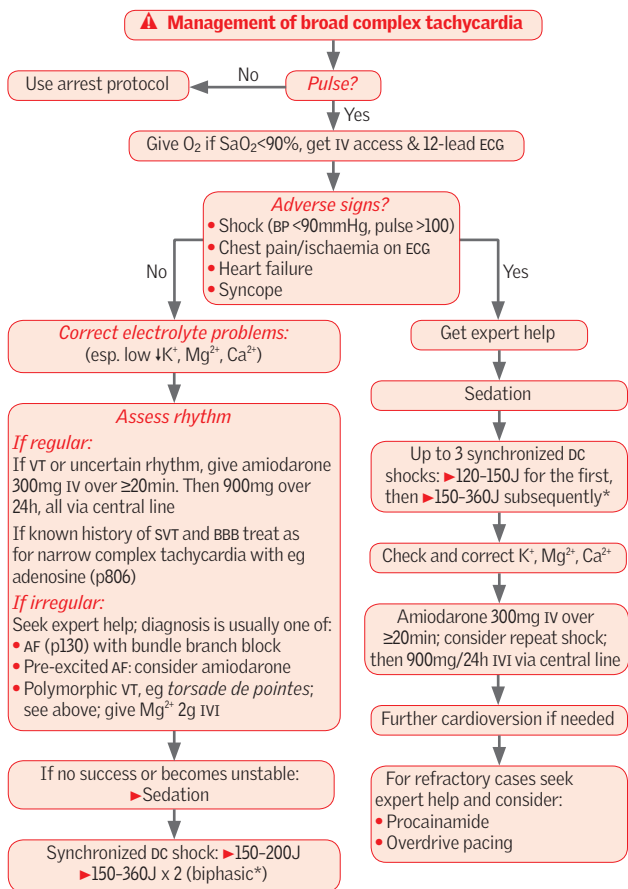 ⚠ Management of broad complex tachycardia
Pulse?
No
Use arrest protocol
Yes
Give O₂ if SaO₂<90%, get IV access & 12-lead ECG
Adverse signs?
• Shock (BP <90mmHg, pulse >100)
• Chest pain/ischaemia on ECG
• Heart failure
• Syncope
No
Correct electrolyte problems:
(esp. low ↓K⁺, Mg²⁺, Ca²⁺)
Assess rhythm
If regular:
If VT or uncertain rhythm, give amiodarone
300mg IV over ≥20min. Then 900mg over
24h, all via central line
If known history of SVT and BBB treat as
for narrow complex tachycardia with eg
adenosine (p806)
If irregular:
Seek expert help; diagnosis is usually one of:
• AF (p130) with bundle branch block
• Pre-excited AF: consider amiodarone
• Polymorphic VT, eg torsade de pointes;
see above; give Mg²⁺ 2g IVI
If no success or becomes unstable:
►Sedation
Synchronized DC shock: ►150–200J
►150–360J x 2 (biphasic*)
Yes
Get expert help
Sedation
Up to 3 synchronized DC
shocks: ►120–150J for the first,
then ►150–360J subsequently*
Check and correct K⁺, Mg²⁺, Ca²⁺
Amiodarone 300mg IV over
≥20min; consider repeat shock;
then 900mg/24h IVI via central line
Further cardioversion if needed
For refractory cases seek
expert help and consider:
• Procainamide
• Overdrive pacing